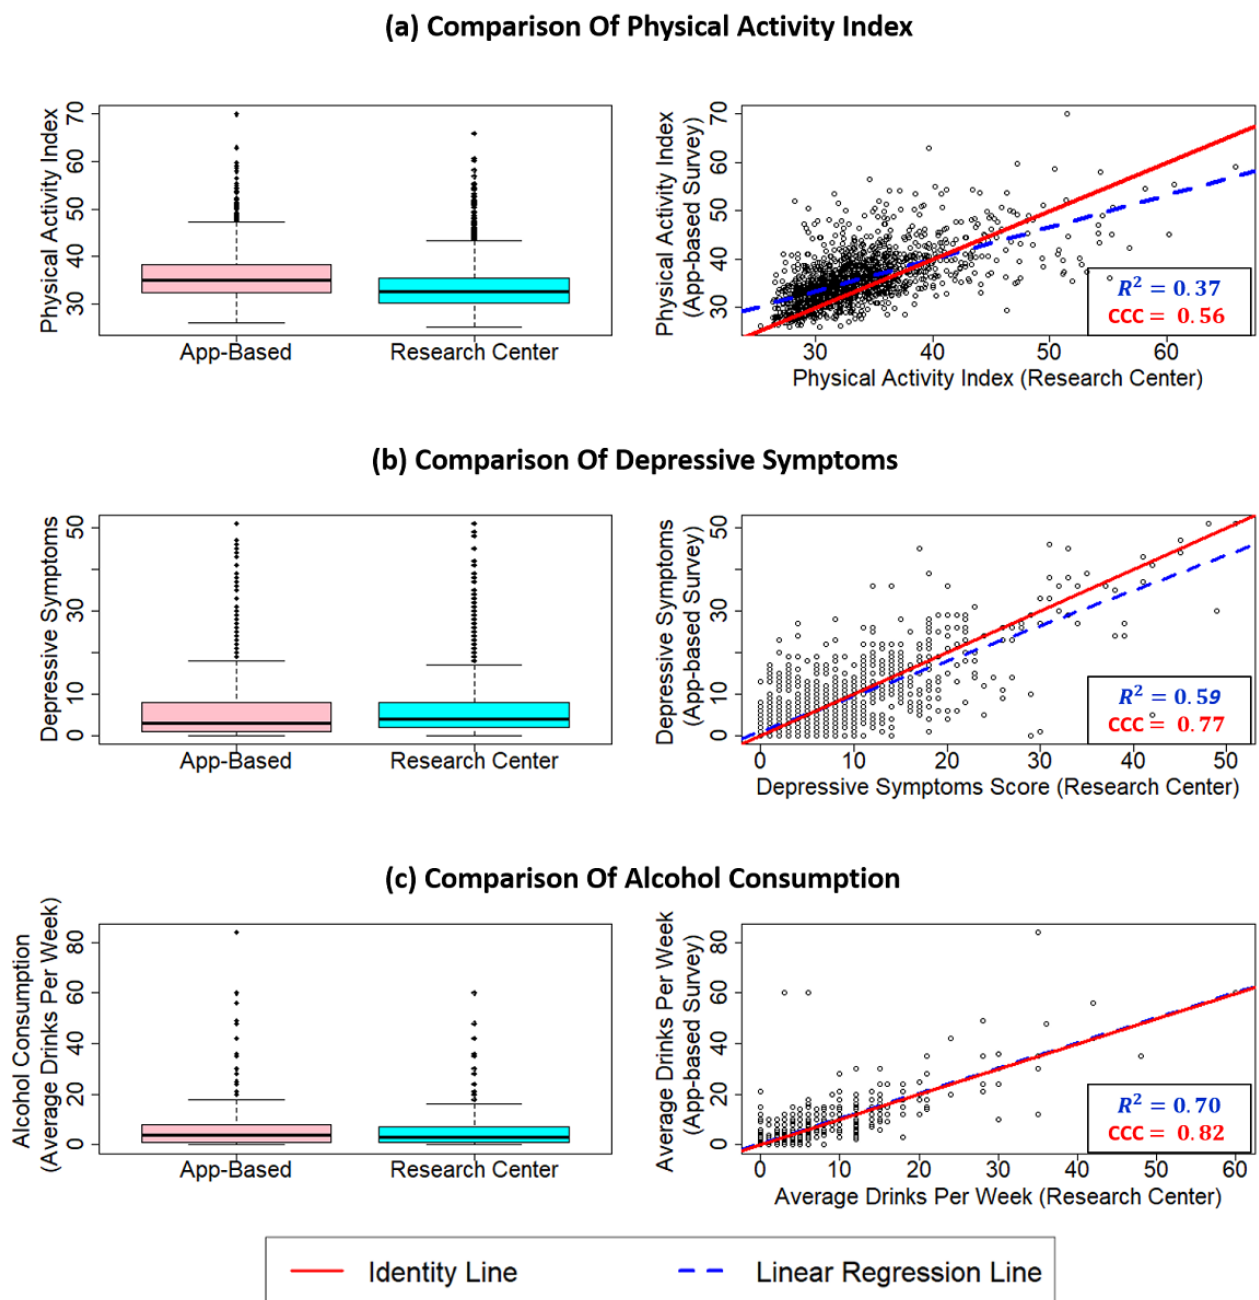 (a) Comparison Of Physical Activity Index
Physical Activity Index
30 40 50 60 70
App-Based
Research Center
Physical Activity Index
(App-based Survey)
30 40 50 60 70
R² = 0.37
CCC = 0.56
30 40 50 60
Physical Activity Index (Research Center)
(b) Comparison Of Depressive Symptoms
Depressive Symptoms
0 10 30 50
App-Based
Research Center
Depressive Symptoms
(App-based Survey)
0 10 30 50
R² = 0.59
CCC = 0.77
0 10 20 30 40 50
Depressive Symptoms Score (Research Center)
(c) Comparison Of Alcohol Consumption
Alcohol Consumption
(Average Drinks Per Week)
0 20 40 60 80
App-Based
Research Center
Average Drinks Per Week
(App-based Survey)
0 20 40 60 80
R² = 0.70
CCC = 0.82
0 10 20 30 40 50 60
Average Drinks Per Week (Research Center)
Identity Line
Linear Regression Line